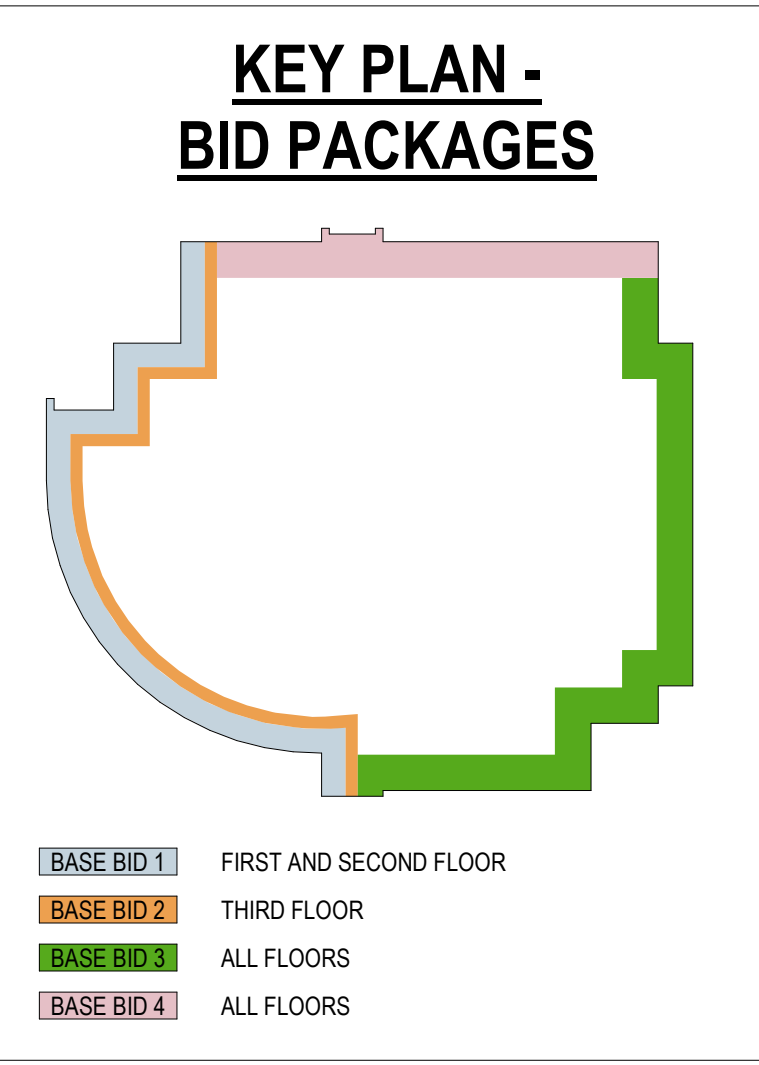 KEY PLAN -
BID PACKAGES
BASE BID 1 FIRST AND SECOND FLOOR
BASE BID 2 THIRD FLOOR
BASE BID 3 ALL FLOORS
BASE BID 4 ALL FLOORS